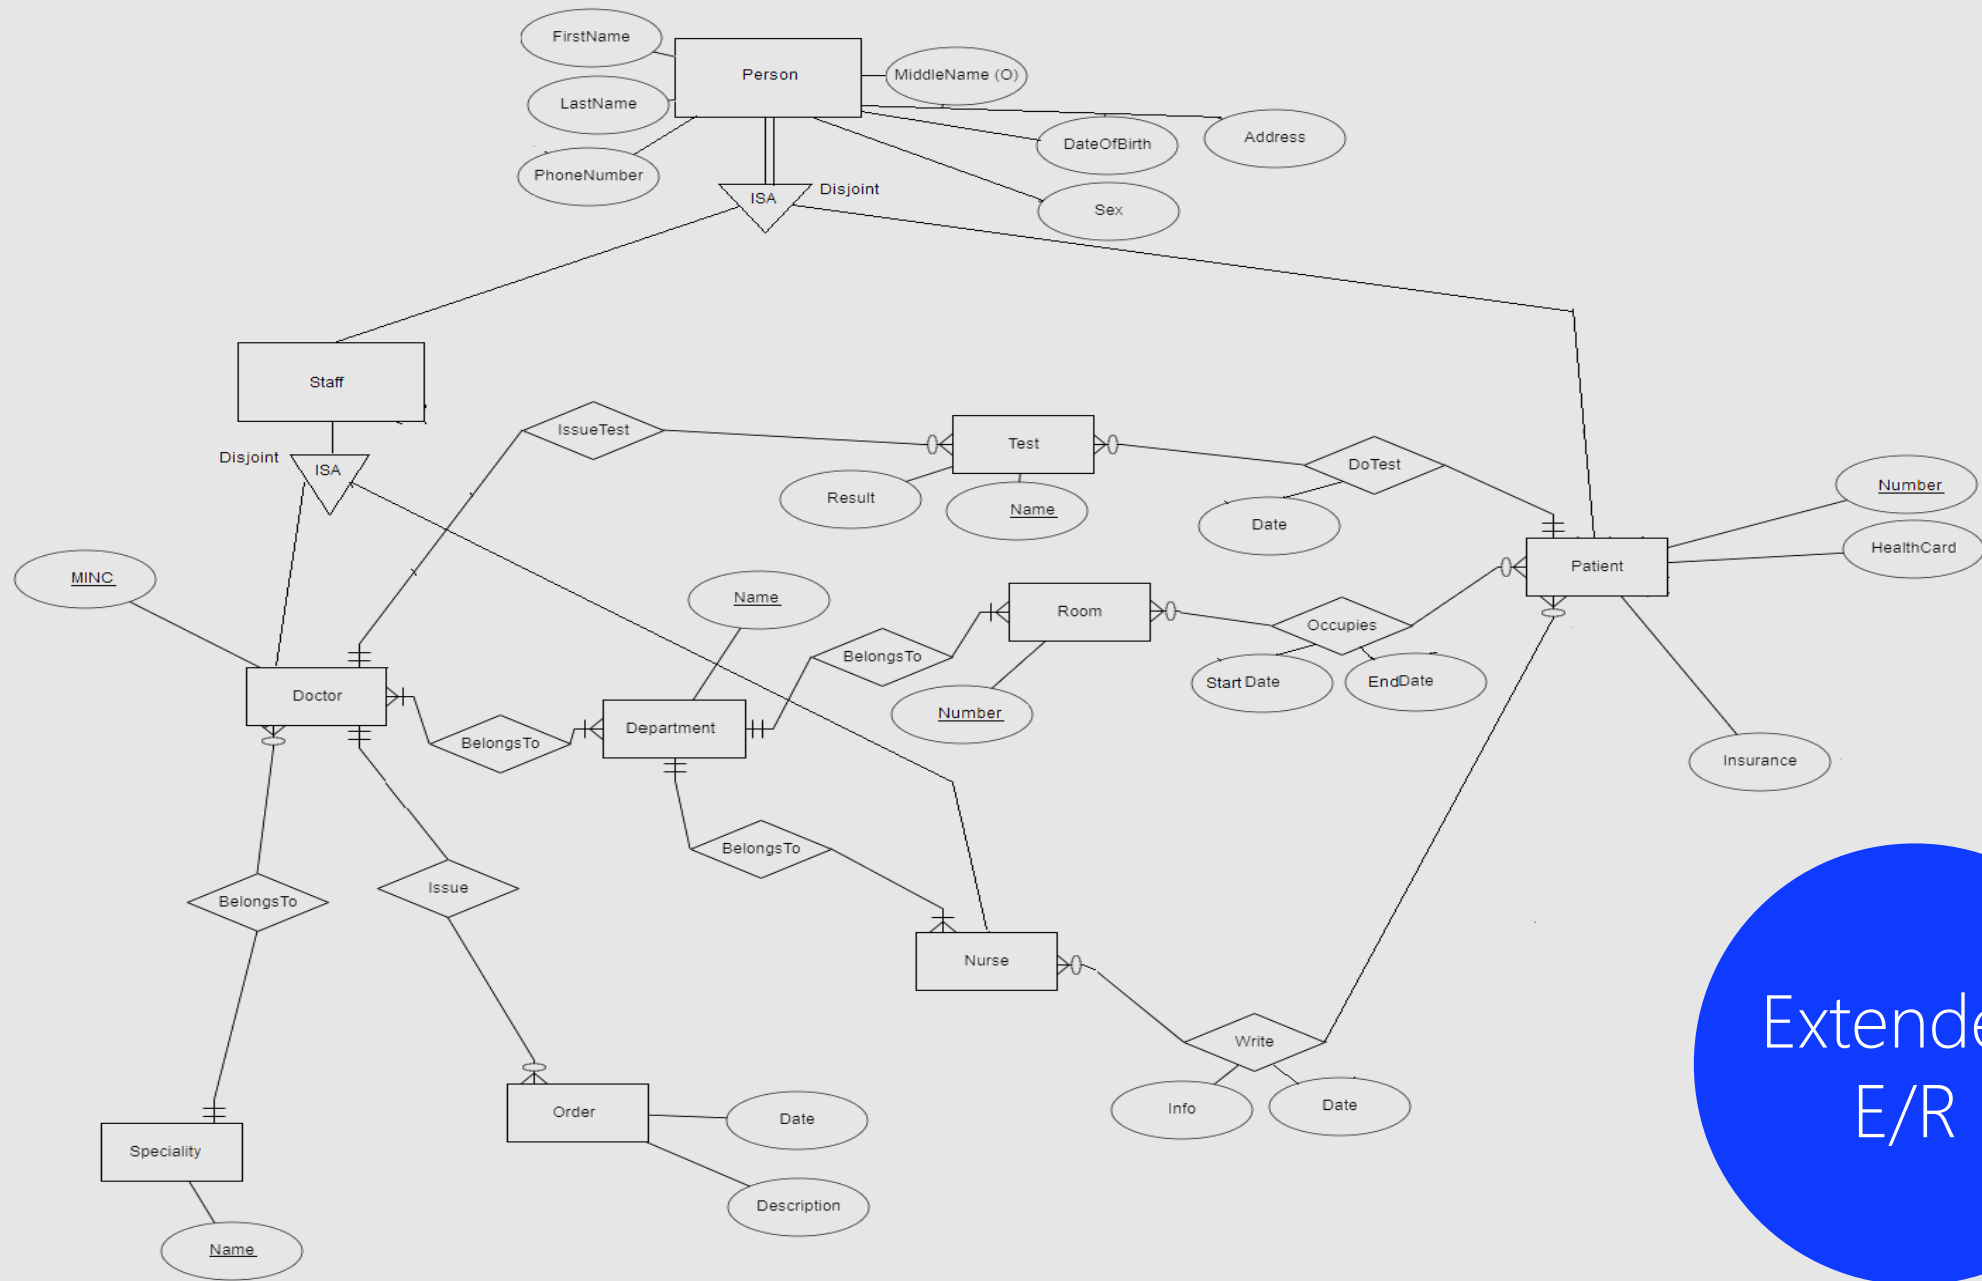 FirstName
Person
MiddleName (O)
LastName
Address
DateOfBirth
PhoneNumber
ISA
Disjoint
Sex
Staff
IssueTest
Test
Disjoint
ISA
DoTest
Result
Name
Date
Number
HealthCard
MINC
Patient
Name
Room
Occupies
BelongsTo
Start Date
EndDate
Doctor
Number
Department
BelongsTo
Insurance
BelongsTo
Issue
BelongsTo
Nurse
Extende
E/R
Write
Info
Date
Order
Date
Speciality
Description
Name